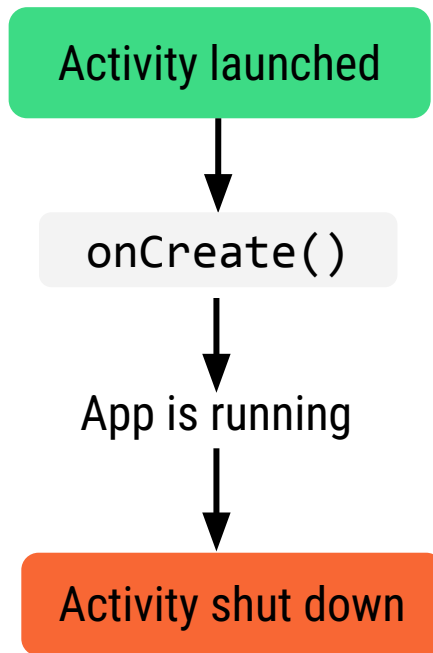 Activity launched
onCreate()
App is running
Activity shut down